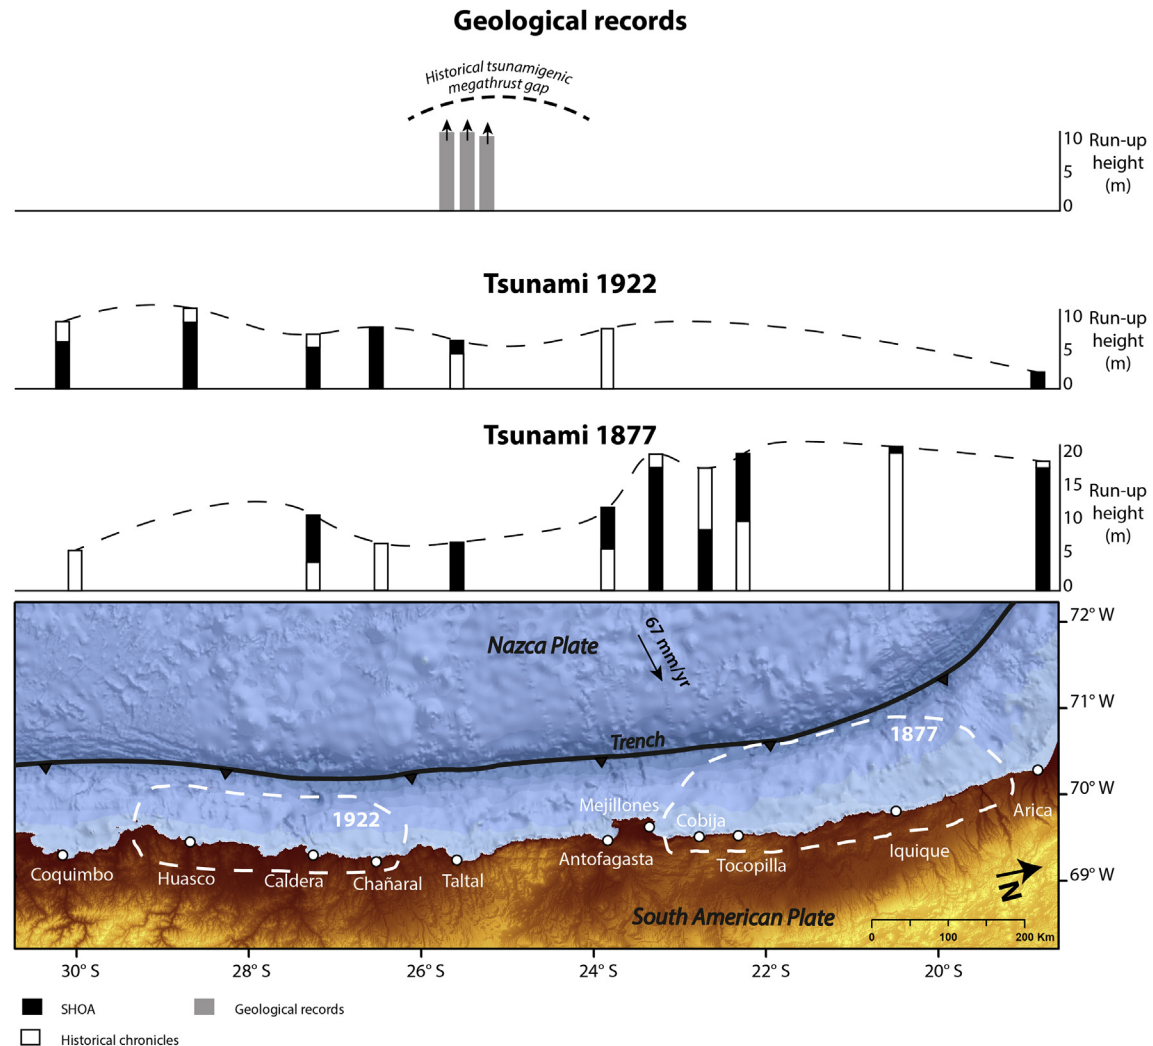 Geological records
Historical tsunamigenic
megathrust gap
10
5
0
Run-up
height
(m)
Tsunami 1922
10
5
0
Run-up
height
(m)
Tsunami 1877
20
15
10
5
0
Run-up
height
(m)
Nazca Plate
67 mm/yr
Trench
1877
1922
Mejillones
Cobija
Arica
Coquimbo
Huasco
Caldera
Chañaral
Taltal
Antofagasta
Tocopilla
Iquique
South American Plate
N
0 100 200 Km
72° W
71° W
70° W
69° W
30° S 28° S 26° S 24° S 22° S 20° S
SHOA
Geological records
Historical chronicles